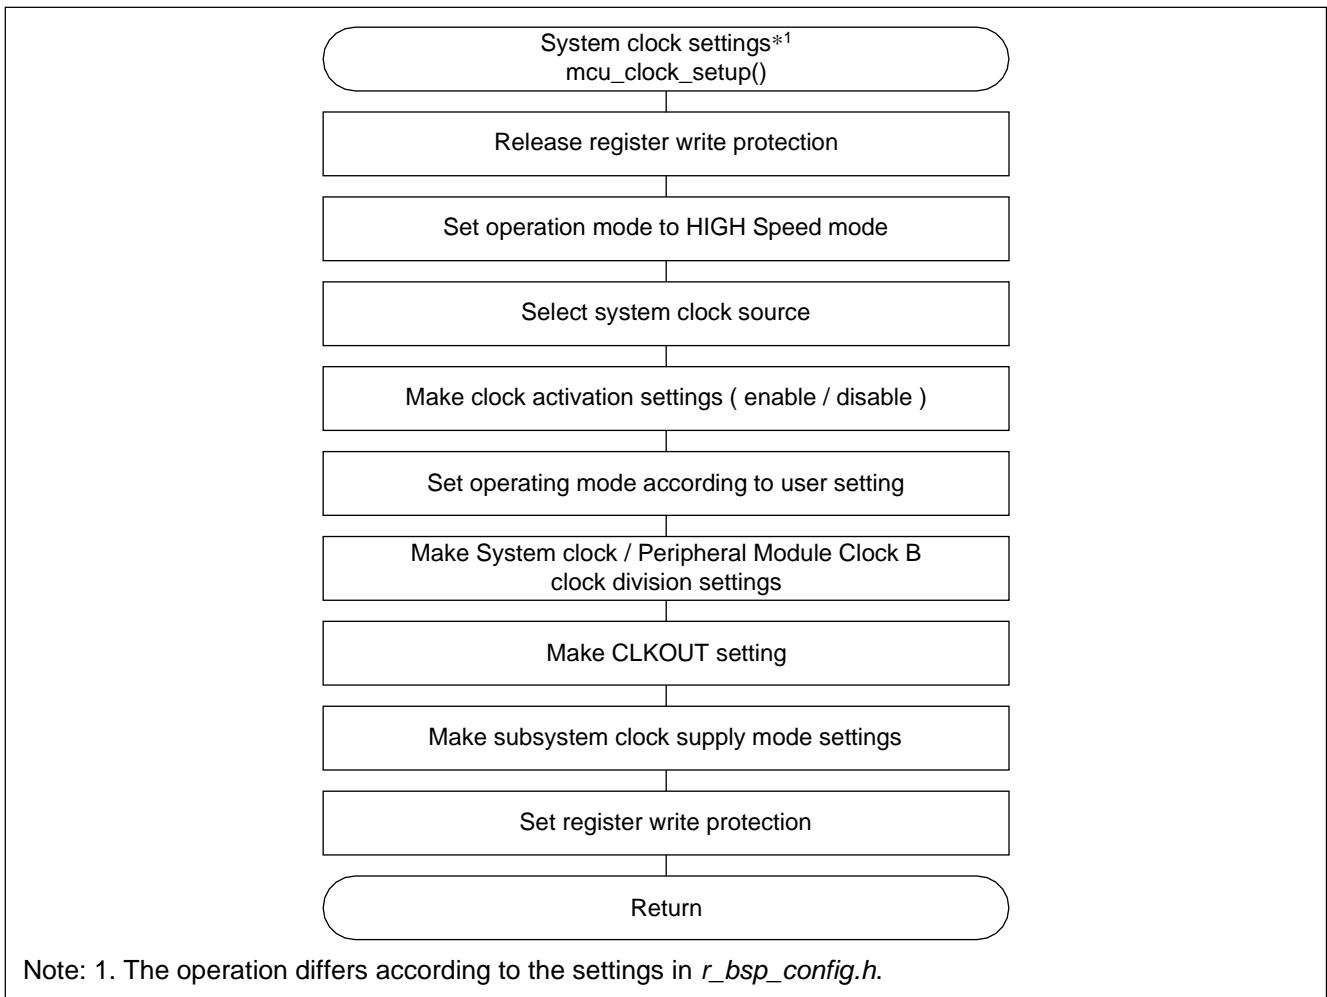 System clock settings*1
mcu_clock_setup()
Release register write protection
Set operation mode to HIGH Speed mode
Select system clock source
Make clock activation settings ( enable / disable )
Set operating mode according to user setting
Make System clock / Peripheral Module Clock B
clock division settings
Make CLKOUT setting
Make subsystem clock supply mode settings
Set register write protection
Return
Note: 1. The operation differs according to the settings in r_bsp_config.h.